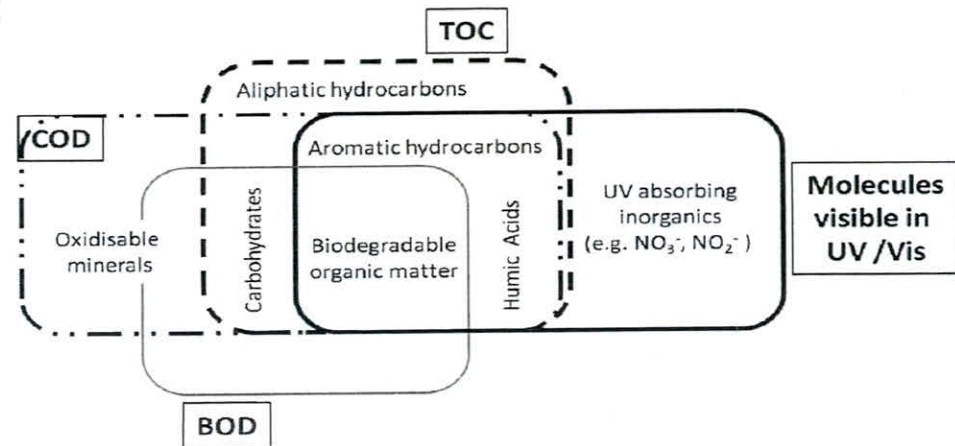 TOC
Aliphatic hydrocarbons
COD
Aromatic hydrocarbons
Oxidisable
minerals
Carbohydrates
Biodegradable
organic matter
Humic Acids
UV absorbing
inorganics
(e.g. NO₃⁻, NO₂⁻ )
Molecules
visible in
UV /Vis
BOD